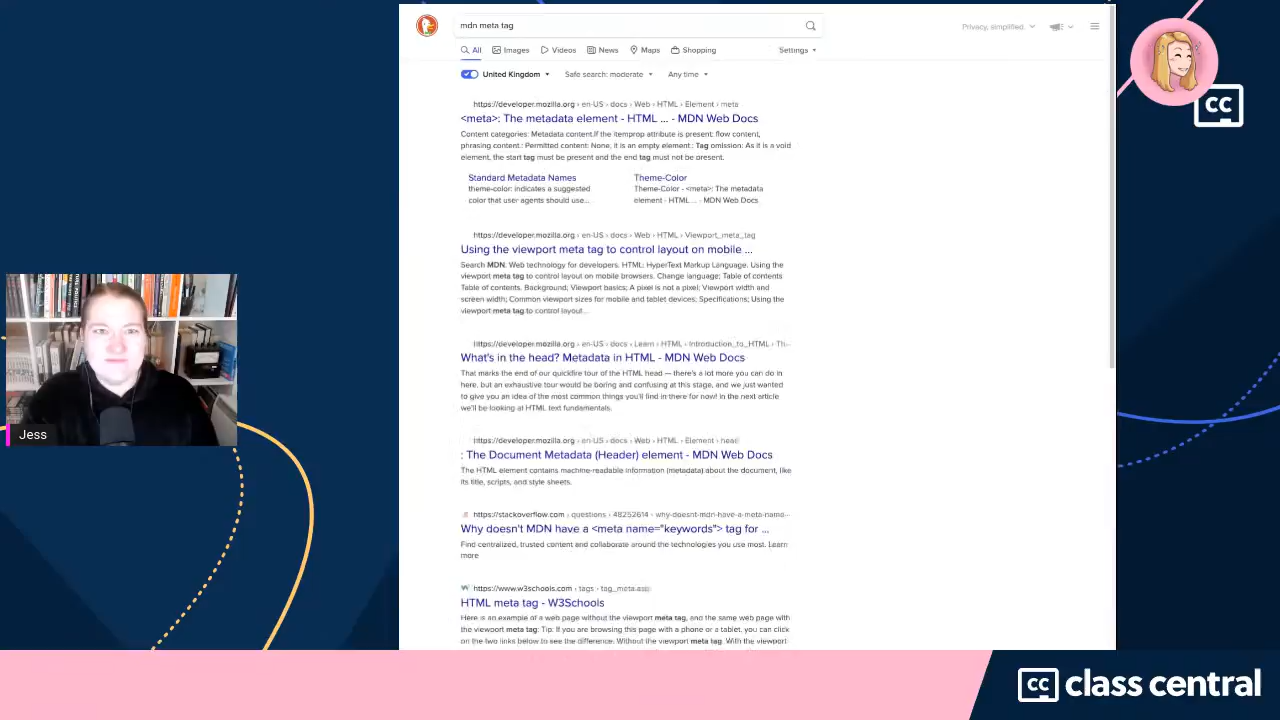 mdn meta tag
Privacy, simplified.
All Images Videos News Maps Shopping Settings
United Kingdom Safe search: moderate Any time
https://developer.mozilla.org › en-US › docs › Web › HTML › Element › meta
<meta>: The metadata element - HTML ... - MDN Web Docs
Content categories: Metadata content.If the itemprop attribute is present: flow content,
phrasing content.: Permitted content: None, it is an empty element.: Tag omission: As it is a void
element, the start tag must be present and the end tag must not be present.
Standard Metadata Names
theme-color: indicates a suggested
color that user agents should use...
Theme-Color
Theme-Color - <meta>: The metadata
element - HTML... - MDN Web Docs
https://developer.mozilla.org › en-US › docs › Web › HTML › Viewport_meta_tag
Using the viewport meta tag to control layout on mobile ...
Search MDN. Web technology for developers. HTML: HyperText Markup Language. Using the
viewport meta tag to control layout on mobile browsers. Change language; Table of contents
Table of contents. Background; Viewport basics; A pixel is not a pixel; Viewport width and
screen width; Common viewport sizes for mobile and tablet devices; Specifications; Using the
viewport meta tag to control layout...
https://developer.mozilla.org › en-US › docs › Learn › HTML › Introduction_to_HTML › Th...
What's in the head? Metadata in HTML - MDN Web Docs
That marks the end of our quickfire tour of the HTML head — there's a lot more you can do in
here, but an exhaustive tour would be boring and confusing at this stage, and we just wanted
to give you an idea of the most common things you'll find in there for now! In the next article
we'll be looking at HTML text fundamentals.
https://developer.mozilla.org › en-US › docs › Web › HTML › Element › head
: The Document Metadata (Header) element - MDN Web Docs
The HTML element contains machine-readable information (metadata) about the document, like
its title, scripts, and style sheets.
https://stackoverflow.com › questions › 48252614 › why-doesnt-mdn-have-a-meta-name-...
Why doesn't MDN have a <meta name="keywords"> tag for ...
Find centralized, trusted content and collaborate around the technologies you use most. Learn
more
https://www.w3schools.com › tags › tag_meta.asp
HTML meta tag - W3Schools
Here is an example of a web page without the viewport meta tag, and the same web page with
the viewport meta tag: Tip: If you are browsing this page with a phone or a tablet, you can click
on the two links below to see the difference. Without the viewport meta tag. With the viewport
Jess
CC
CC class central